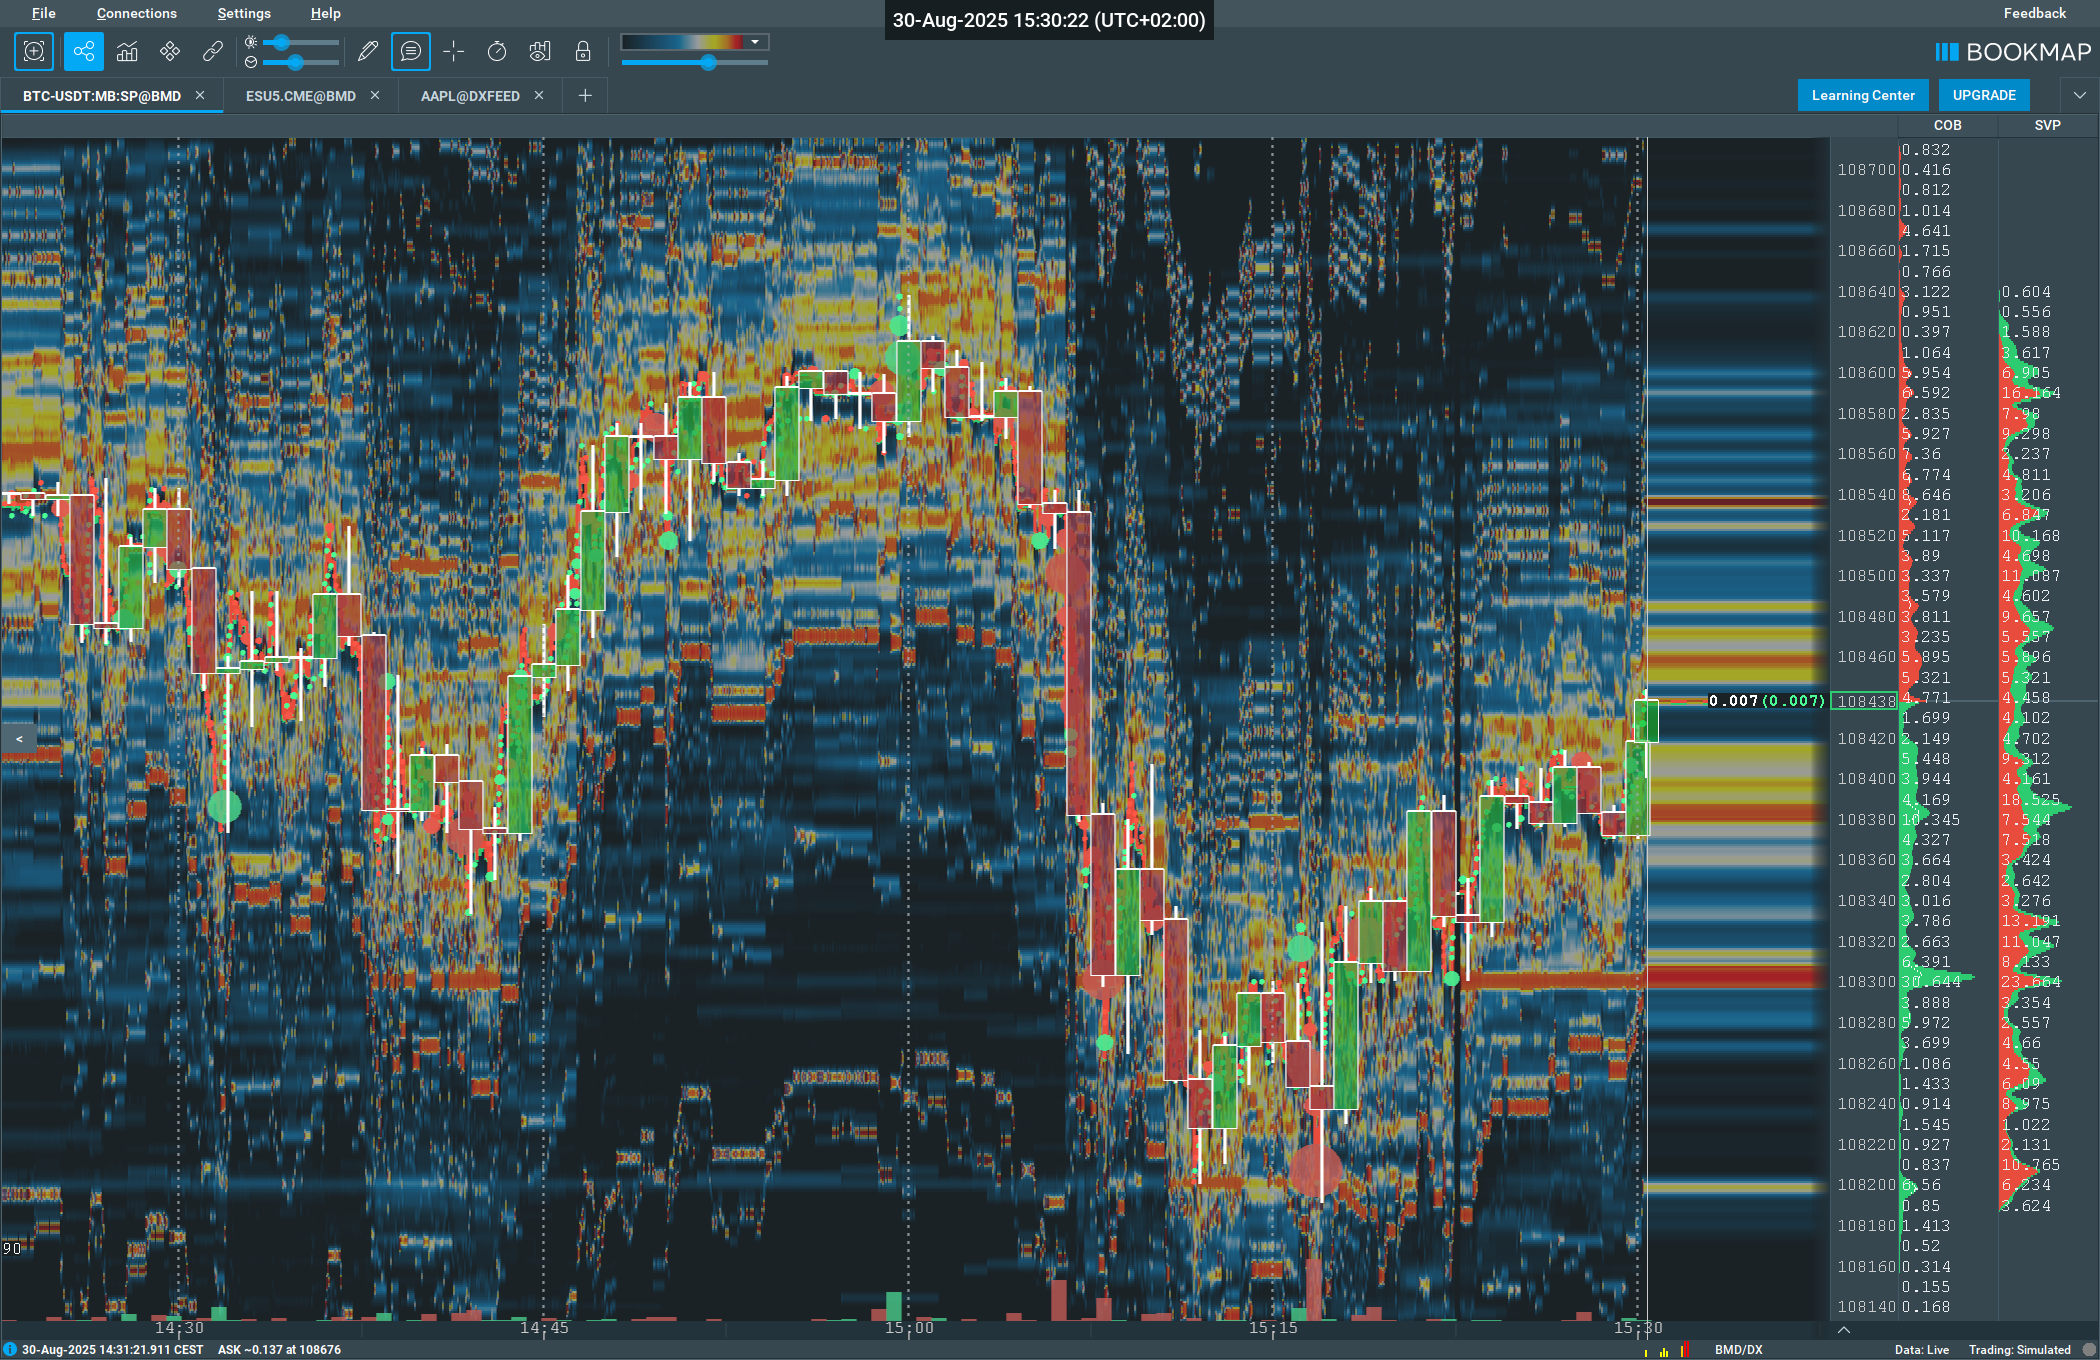 File Connections Settings Help
30-Aug-2025 15:30:22 (UTC+02:00)
Feedback
BOOKMAP
BTC-USDT:MB:SP@BMD × ESU5.CME@BMD × AAPL@DXFEED × +
Learning Center UPGRADE
COB SVP
0.832
108700 0.416
0.812
108680 1.014
4.641
108660 1.715
0.766
108640 3.122 0.604
0.951 0.556
108620 0.397 1.588
1.064 3.617
108600 5.954 6.905
6.592 16.164
108580 2.835 7.98
5.927 9.298
108560 7.36 2.237
6.774 4.811
108540 8.646 3.206
2.181 6.847
108520 5.117 10.168
3.89 4.698
108500 3.337 11.087
3.579 4.602
108480 3.811 9.657
3.235 5.557
108460 5.895 5.896
5.321 5.321
0.007(0.007) 108438 4.771 4.458
1.699 4.102
<
108420 2.149 4.702
5.448 9.312
108400 3.944 4.161
4.169 18.525
108380 10.345 7.544
4.327 7.518
108360 3.664 3.424
2.804 2.642
108340 3.016 3.276
3.786 13.191
108320 2.663 11.047
6.391 8.133
108300 30.644 23.664
3.888 3.354
108280 5.972 2.557
3.699 4.66
108260 1.086 4.55
1.433 6.09
108240 0.914 8.975
1.545 1.022
108220 0.927 2.131
0.837 10.765
108200 6.56 6.234
0.85 3.624
108180 1.413
90
0.52
108160 0.314
0.155
108140 0.168
14:30 14:45 15:00 15:15 15:30
30-Aug-2025 14:31:21.911 CEST ASK ~0.137 at 108676 BMD/DX Data: Live Trading: Simulated